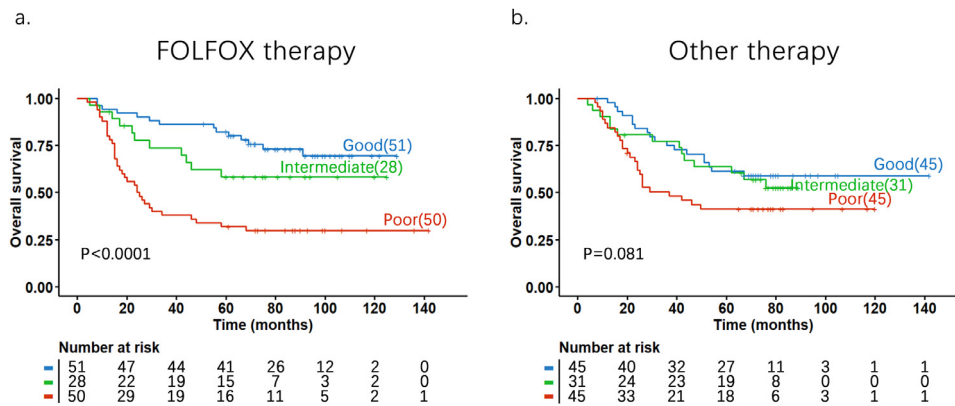 a.
FOLFOX therapy
Overall survival
1.00
0.75
0.50
0.25
0.00
Good(51)
Intermediate(28)
Poor(50)
P<0.0001
0 20 40 60 80 100 120 140
Time (months)
Number at risk
51 47 44 41 26 12 2 0
28 22 19 15 7 3 2 0
50 29 19 16 11 5 2 1
b.
Other therapy
Overall survival
1.00
0.75
0.50
0.25
0.00
Good(45)
Intermediate(31)
Poor(45)
P=0.081
0 20 40 60 80 100 120 140
Time (months)
Number at risk
45 40 32 27 11 3 1 1
31 24 23 19 8 0 0 0
45 33 21 18 6 3 1 1